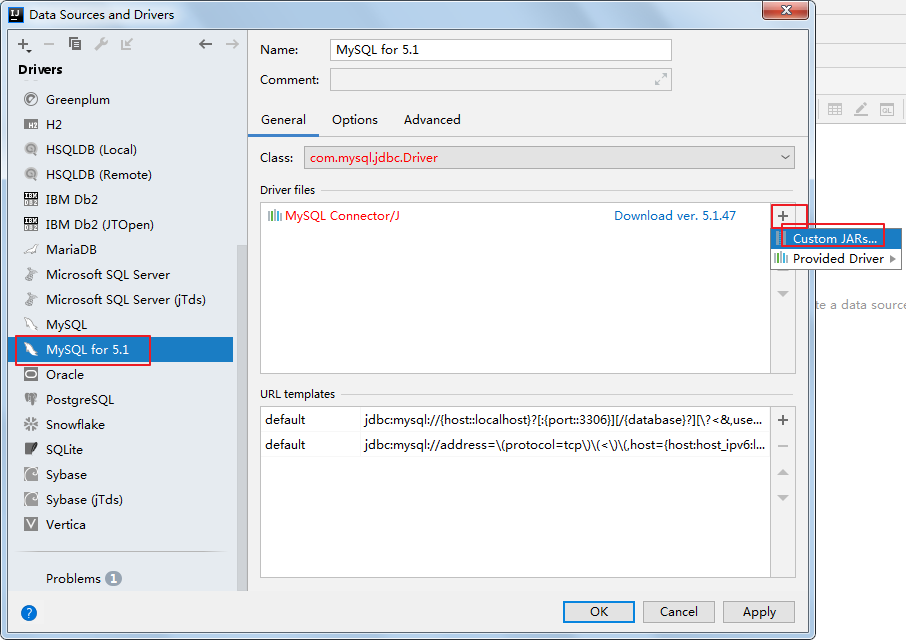 Data Sources and Drivers
Drivers
Greenplum
H2 H2
HSQLDB (Local)
HSQLDB (Remote)
IBM Db2
IBM Db2 (JTOpen)
MariaDB
Microsoft SQL Server
Microsoft SQL Server (jTds)
MySQL
MySQL for 5.1
Oracle
PostgreSQL
Snowflake
SQLite
Sybase
Sybase (jTds)
Vertica
Problems 1
Name: MySQL for 5.1
Comment:
General Options Advanced
Class: com.mysql.jdbc.Driver
Driver files
MySQL Connector/J Download ver. 5.1.47
Custom JARs...
Provided Driver
te a data source
URL templates
default jdbc:mysql://{host::localhost}?[:{port::3306}][/{database}?][\?<&,use...
default jdbc:mysql://address=\(protocol=tcp\)\(<\)\(,host={host:host_ipv6:l...
?
OK Cancel Apply